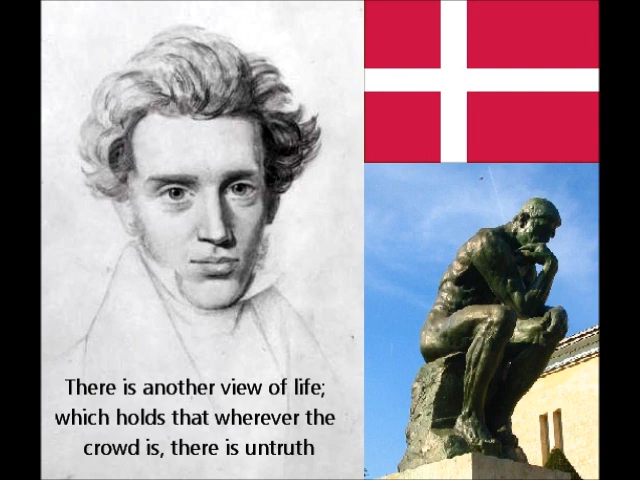 There is another view of life;
which holds that wherever the
crowd is, there is untruth